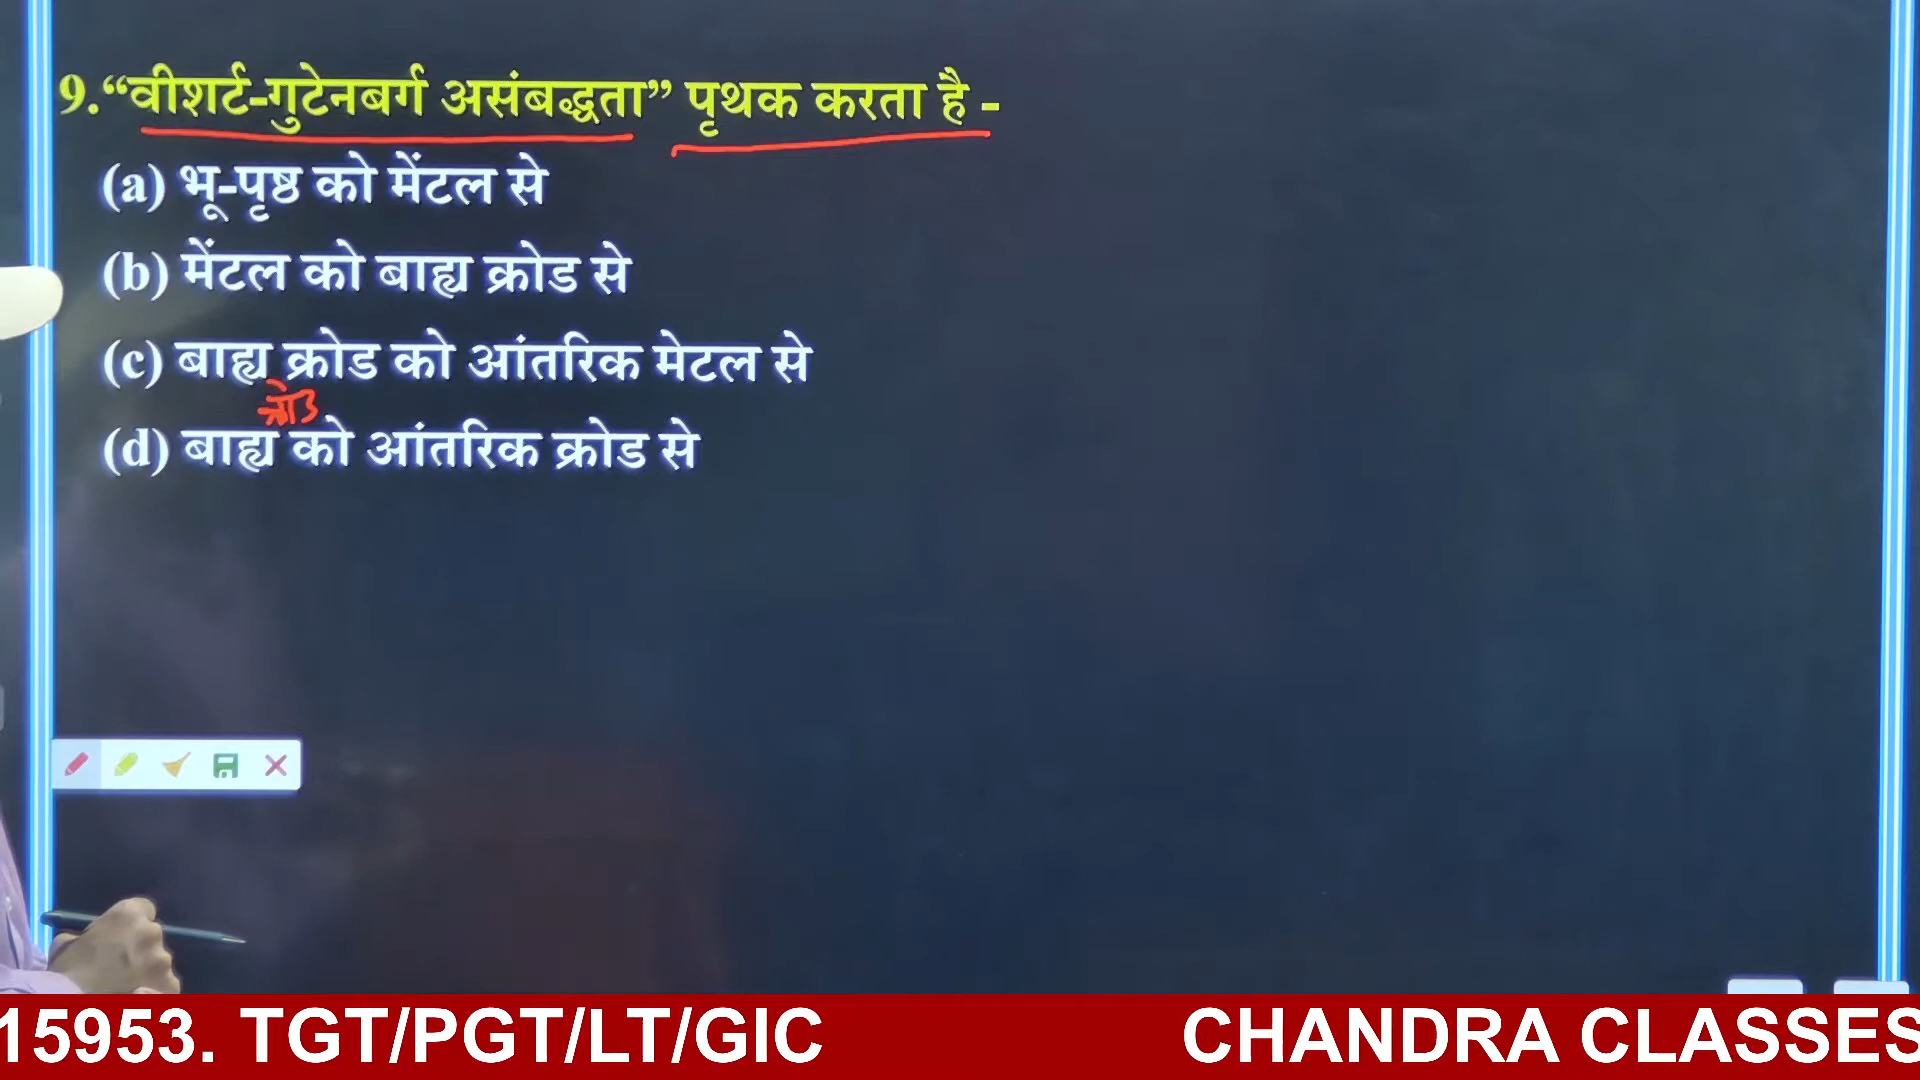 9.“वीशर्ट-गुटेनबर्ग असंबद्धता” पृथक करता है -
(a) भू-पृष्ठ को मेंटल से
(b) मेंटल को बाह्य क्रोड से
(c) बाह्य क्रोड को आंतरिक मेटल से
क्रोड
(d) बाह्य को आंतरिक क्रोड से
15953. TGT/PGT/LT/GIC
CHANDRA CLASSES